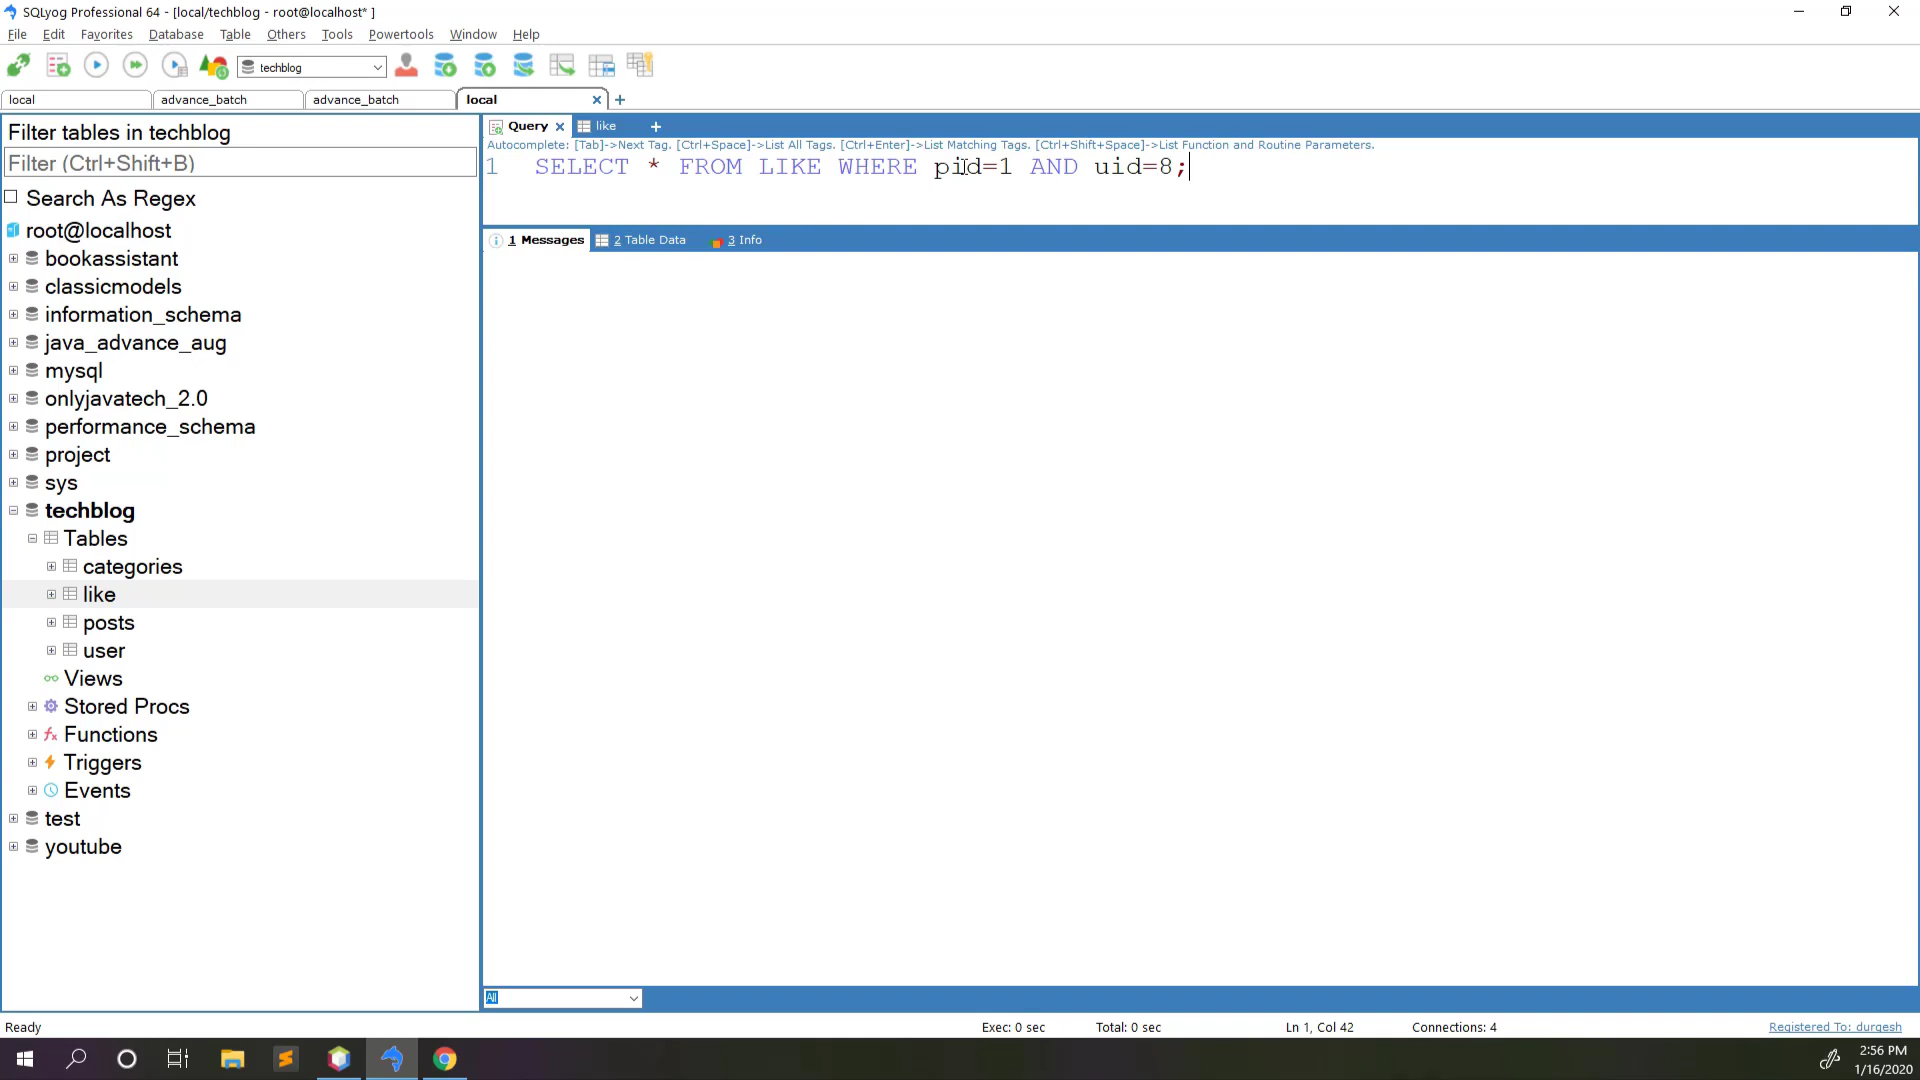 SQLyog Professional 64 - [local/techblog - root@localhost* ]
File Edit Favorites Database Table Others Tools Powertools Window Help
techblog
local advance_batch advance_batch local
Filter tables in techblog
Filter (Ctrl+Shift+B)
Search As Regex
root@localhost
bookassistant
classicmodels
information_schema
java_advance_aug
mysql
onlyjavatech_2.0
performance_schema
project
sys
techblog
Tables
categories
like
posts
user
Views
Stored Procs
Functions
Triggers
Events
test
youtube
Query like
Autocomplete: [Tab]->Next Tag. [Ctrl+Space]->List All Tags. [Ctrl+Enter]->List Matching Tags. [Ctrl+Shift+Space]->List Function and Routine Parameters.
1 SELECT * FROM LIKE WHERE pid=1 AND uid=8;
1 Messages 2 Table Data 3 Info
All
Ready Exec: 0 sec Total: 0 sec Ln 1, Col 42 Connections: 4 Registered To: durgesh
2:56 PM
1/16/2020